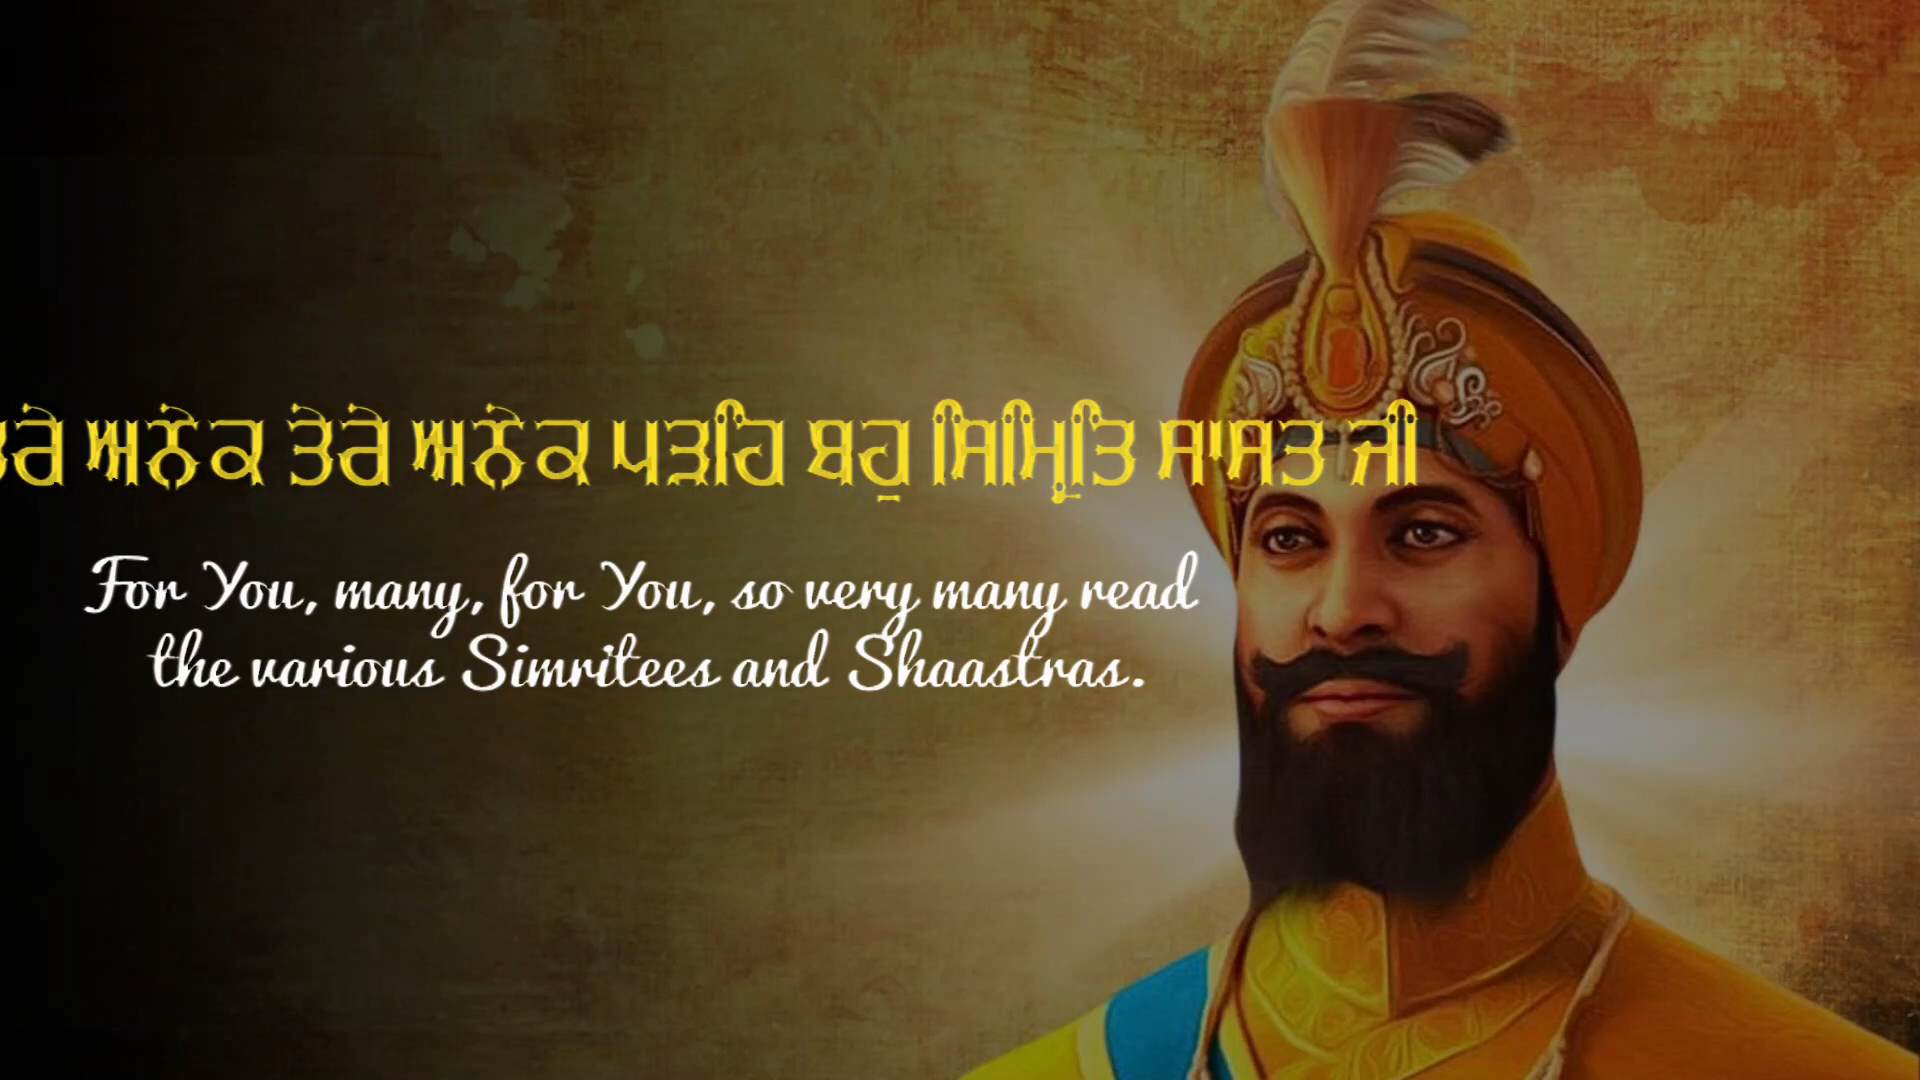 ਤੇਰੇ ਅਨੇਕ ਤੇਰੇ ਅਨੇਕ ਪੜਹਿ ਬਹੁ ਸਿਮ੍ਰਿਤਿ ਸਾਸਤ ਜੀ
For You, many, for You, so very many read
the various Simritees and Shaastras.